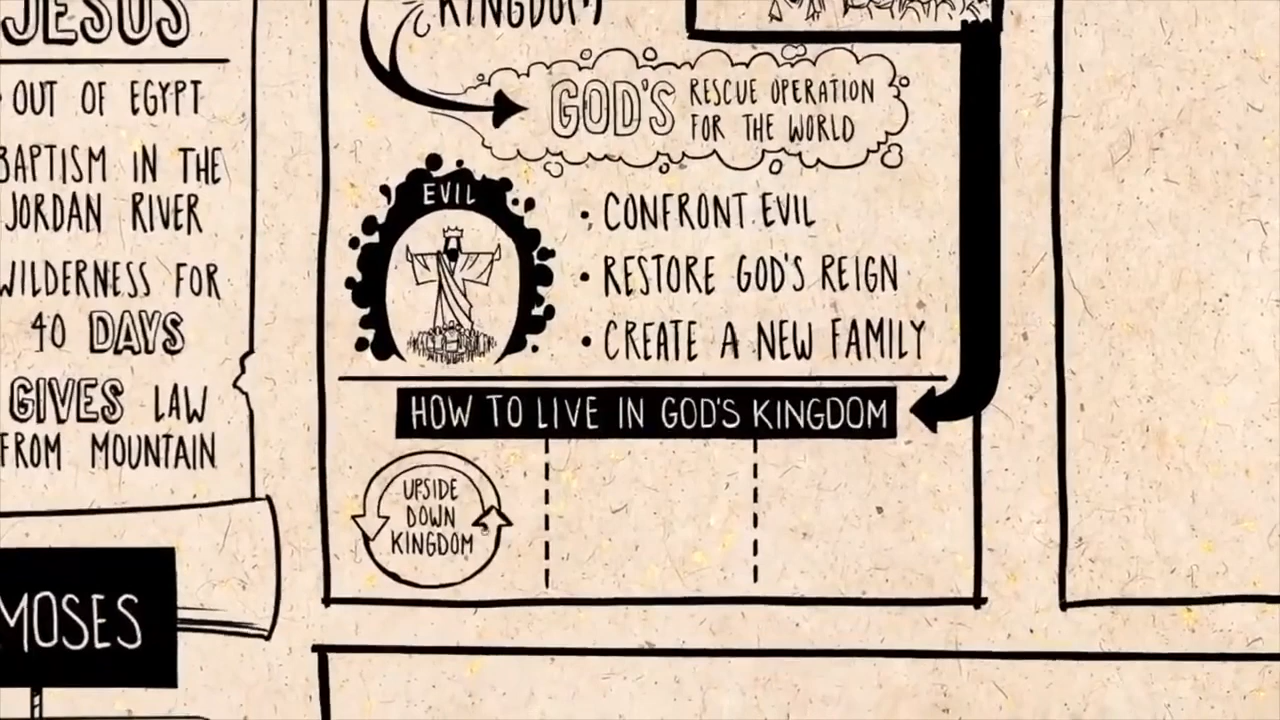 JESUS
OUT OF EGYPT
BAPTISM IN THE
JORDAN RIVER
WILDERNESS FOR
40 DAYS
GIVES LAW
FROM MOUNTAIN
MOSES
KINGDOM
GOD'S RESCUE OPERATION
FOR THE WORLD
EVIL
• CONFRONT EVIL
• RESTORE GOD'S REIGN
• CREATE A NEW FAMILY
HOW TO LIVE IN GOD'S KINGDOM
UPSIDE
DOWN
KINGDOM